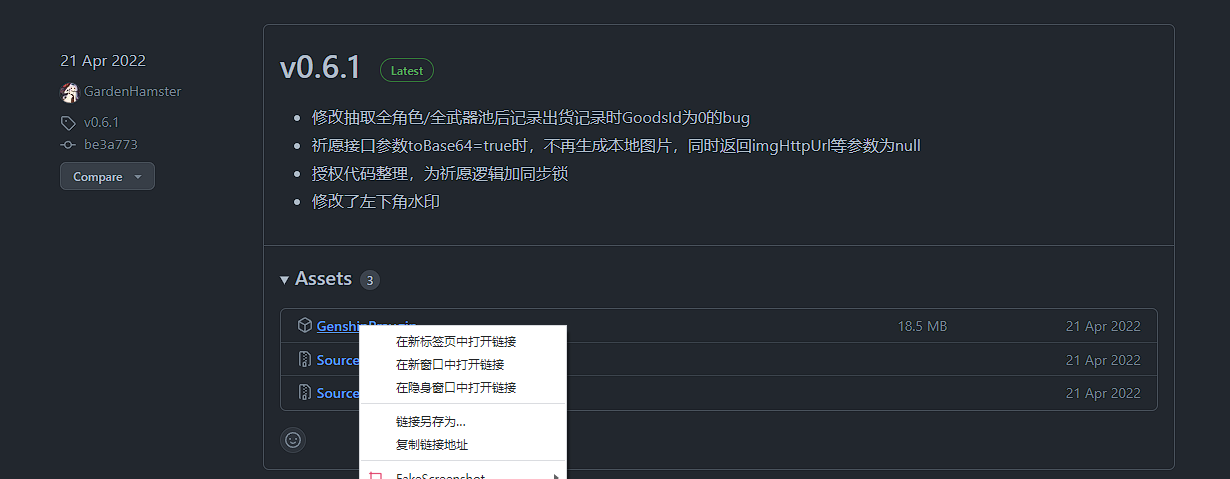 21 Apr 2022
GardenHamster
v0.6.1
be3a773
Compare
v0.6.1 Latest
修改抽取全角色/全武器池后记录出货记录时GoodsId为0的bug
祈愿接口参数toBase64=true时，不再生成本地图片，同时返回imgHttpUrl等参数为null
授权代码整理，为祈愿逻辑加同步锁
修改了左下角水印
Assets 3
18.5 MB 21 Apr 2022
Source 21 Apr 2022
Source 21 Apr 2022
在新标签页中打开链接
在新窗口中打开链接
在隐身窗口中打开链接
链接另存为...
复制链接地址
FakeScreenshot